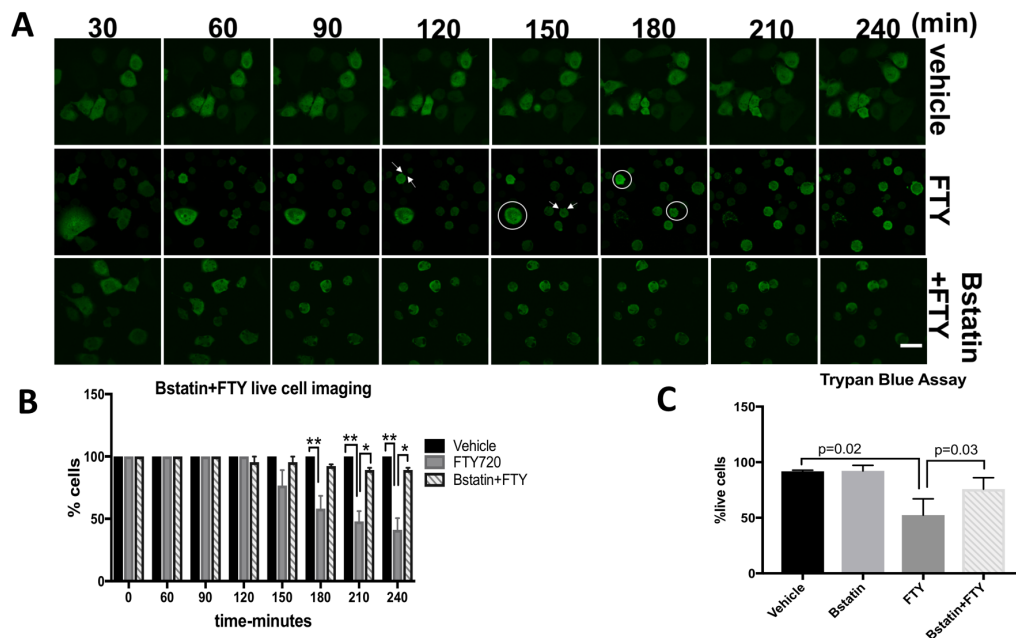 A
30 60 90 120 150 180 210 240 (min)
vehicle
FTY
Bstatin
+FTY
B
Bstatin+FTY live cell imaging
150
100
50
0
% cells
** ** **
* *
Vehicle
FTY720
Bstatin+FTY
0 60 90 120 150 180 210 240
time-minutes
C
Trypan Blue Assay
150
100
50
0
%live cells
p=0.02
p=0.03
Vehicle
Bstatin
FTY
Bstatin+FTY